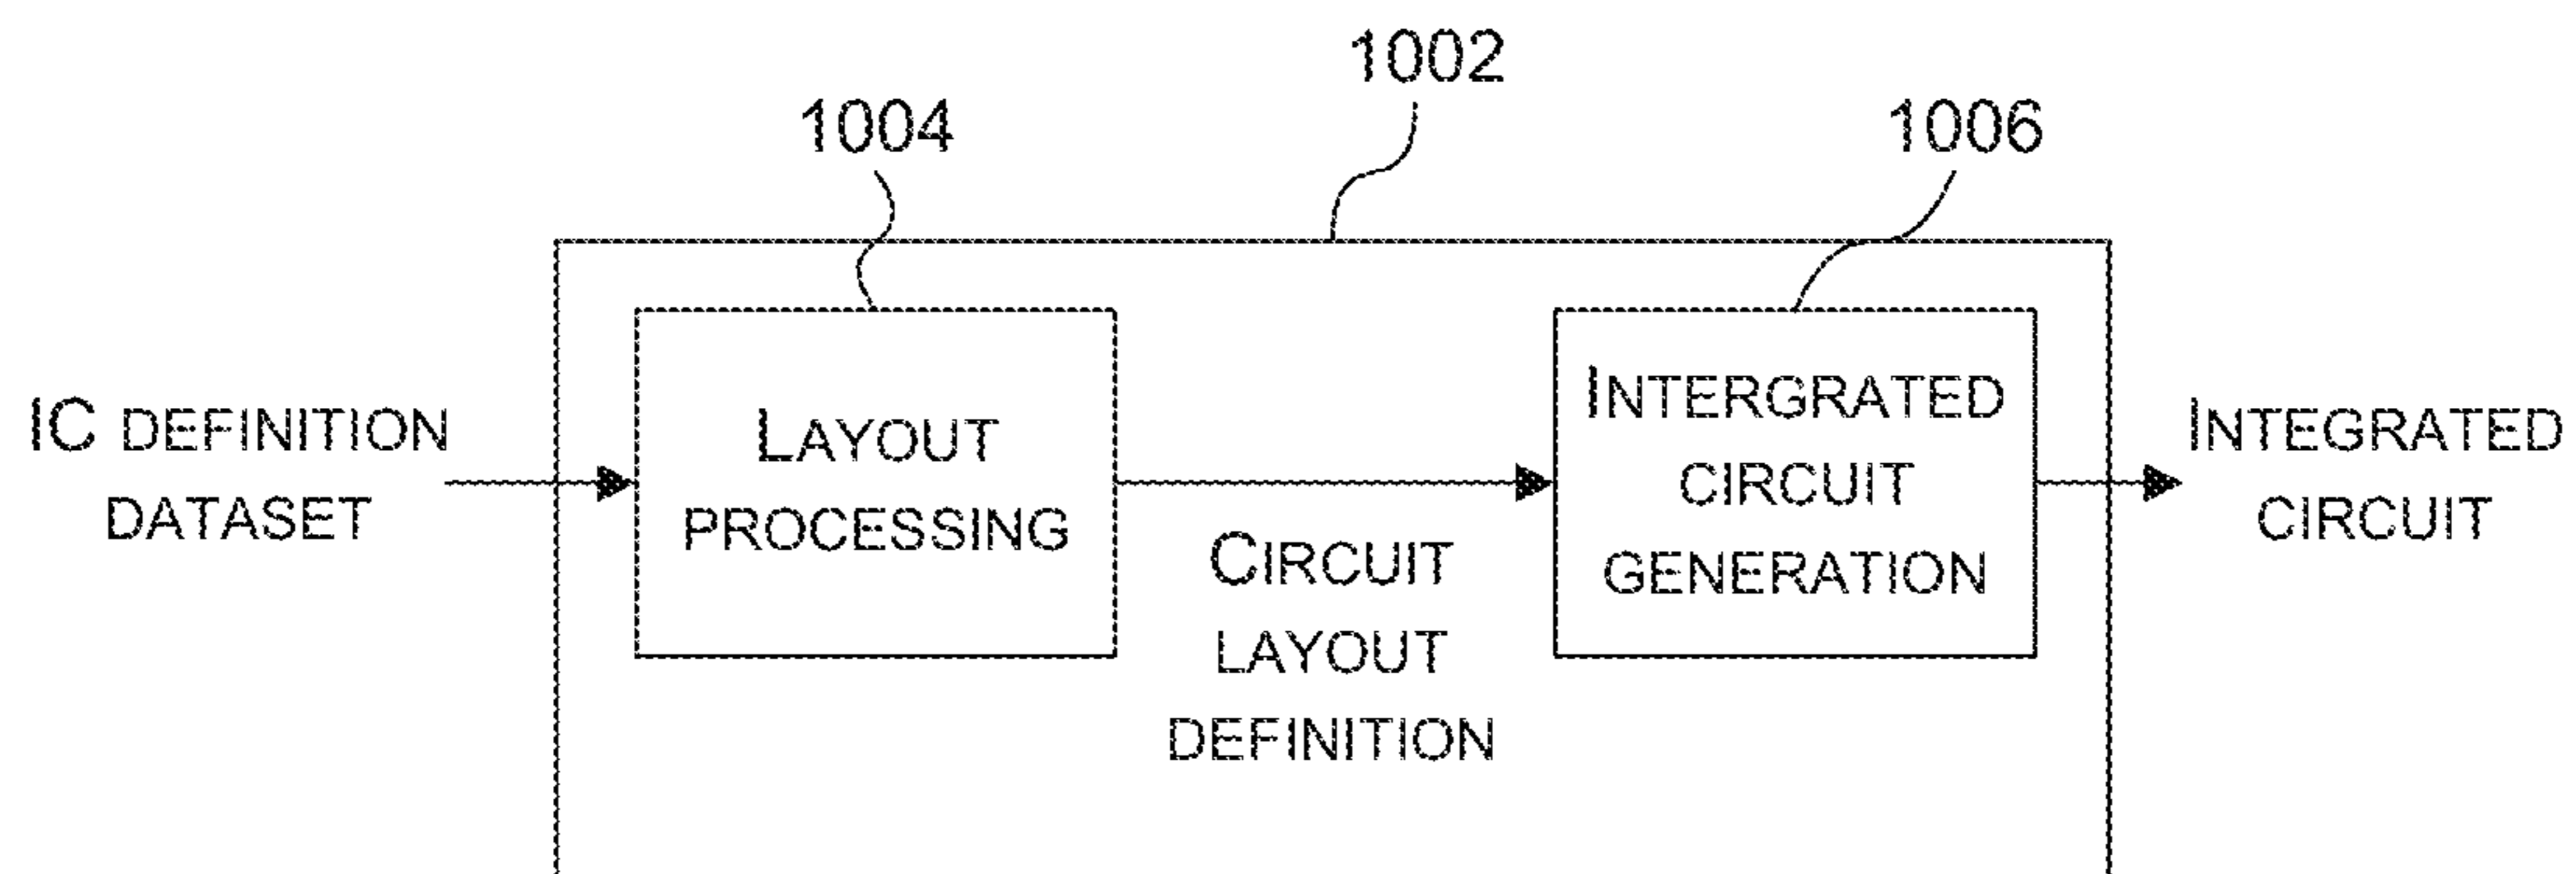 1002
1004
1006
IC DEFINITION
DATASET
LAYOUT
PROCESSING
CIRCUIT
LAYOUT
DEFINITION
INTERGRATED
CIRCUIT
GENERATION
INTEGRATED
CIRCUIT